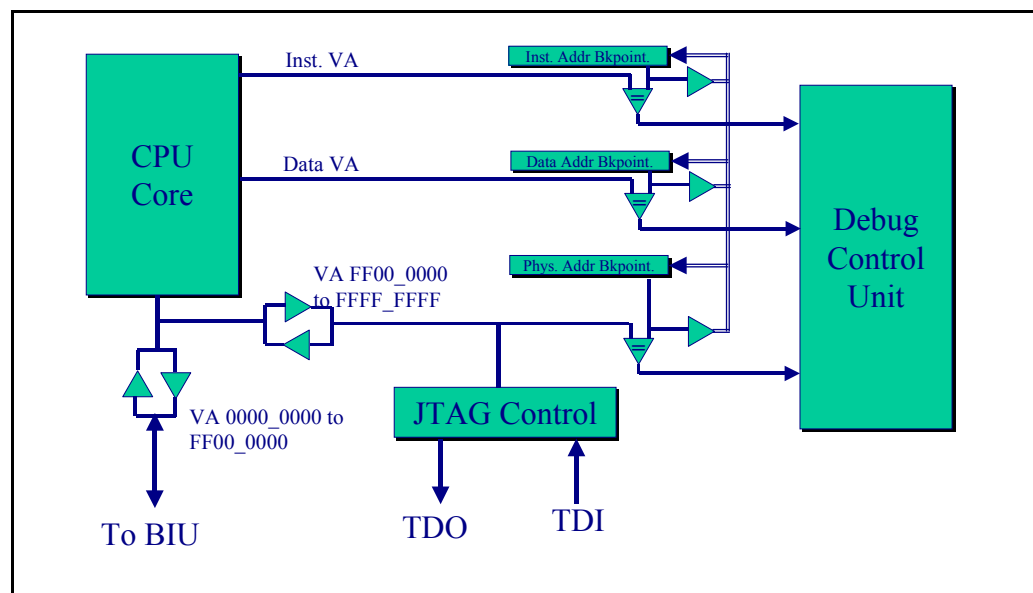 Inst. VA
Inst. Addr Bkpoint.
CPU
Core
Data VA
Data Addr Bkpoint.
Debug
Control
Unit
VA FF00_0000
to FFFF_FFFF
Phys. Addr Bkpoint.
=
=
=
VA 0000_0000 to
FF00_0000
JTAG Control
To BIU
TDO
TDI